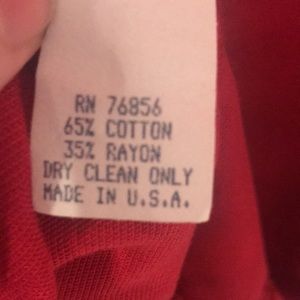 RN 76856
65% COTTON
35% RAYON
DRY CLEAN ONLY
MADE IN U.S.A.